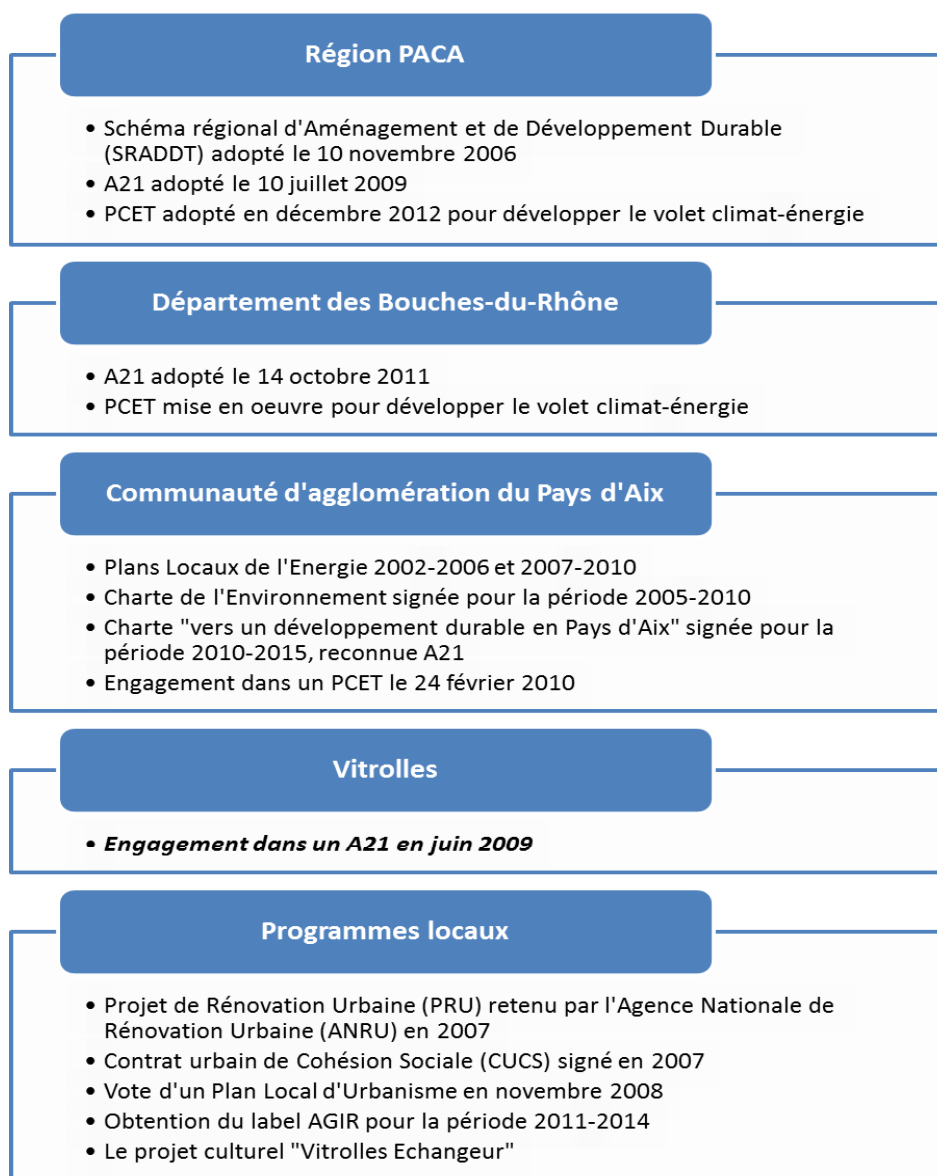 Région PACA
• Schéma régional d'Aménagement et de Développement Durable
(SRADDT) adopté le 10 novembre 2006
• A21 adopté le 10 juillet 2009
• PCET adopté en décembre 2012 pour développer le volet climat-énergie
Département des Bouches-du-Rhône
• A21 adopté le 14 octobre 2011
• PCET mise en oeuvre pour développer le volet climat-énergie
Communauté d'agglomération du Pays d'Aix
• Plans Locaux de l'Energie 2002-2006 et 2007-2010
• Charte de l'Environnement signée pour la période 2005-2010
• Charte "vers un développement durable en Pays d'Aix" signée pour la
période 2010-2015, reconnue A21
• Engagement dans un PCET le 24 février 2010
Vitrolles
• Engagement dans un A21 en juin 2009
Programmes locaux
• Projet de Rénovation Urbaine (PRU) retenu par l'Agence Nationale de
Rénovation Urbaine (ANRU) en 2007
• Contrat urbain de Cohésion Sociale (CUCS) signé en 2007
• Vote d'un Plan Local d'Urbanisme en novembre 2008
• Obtention du label AGIR pour la période 2011-2014
• Le projet culturel "Vitrolles Echangeur"